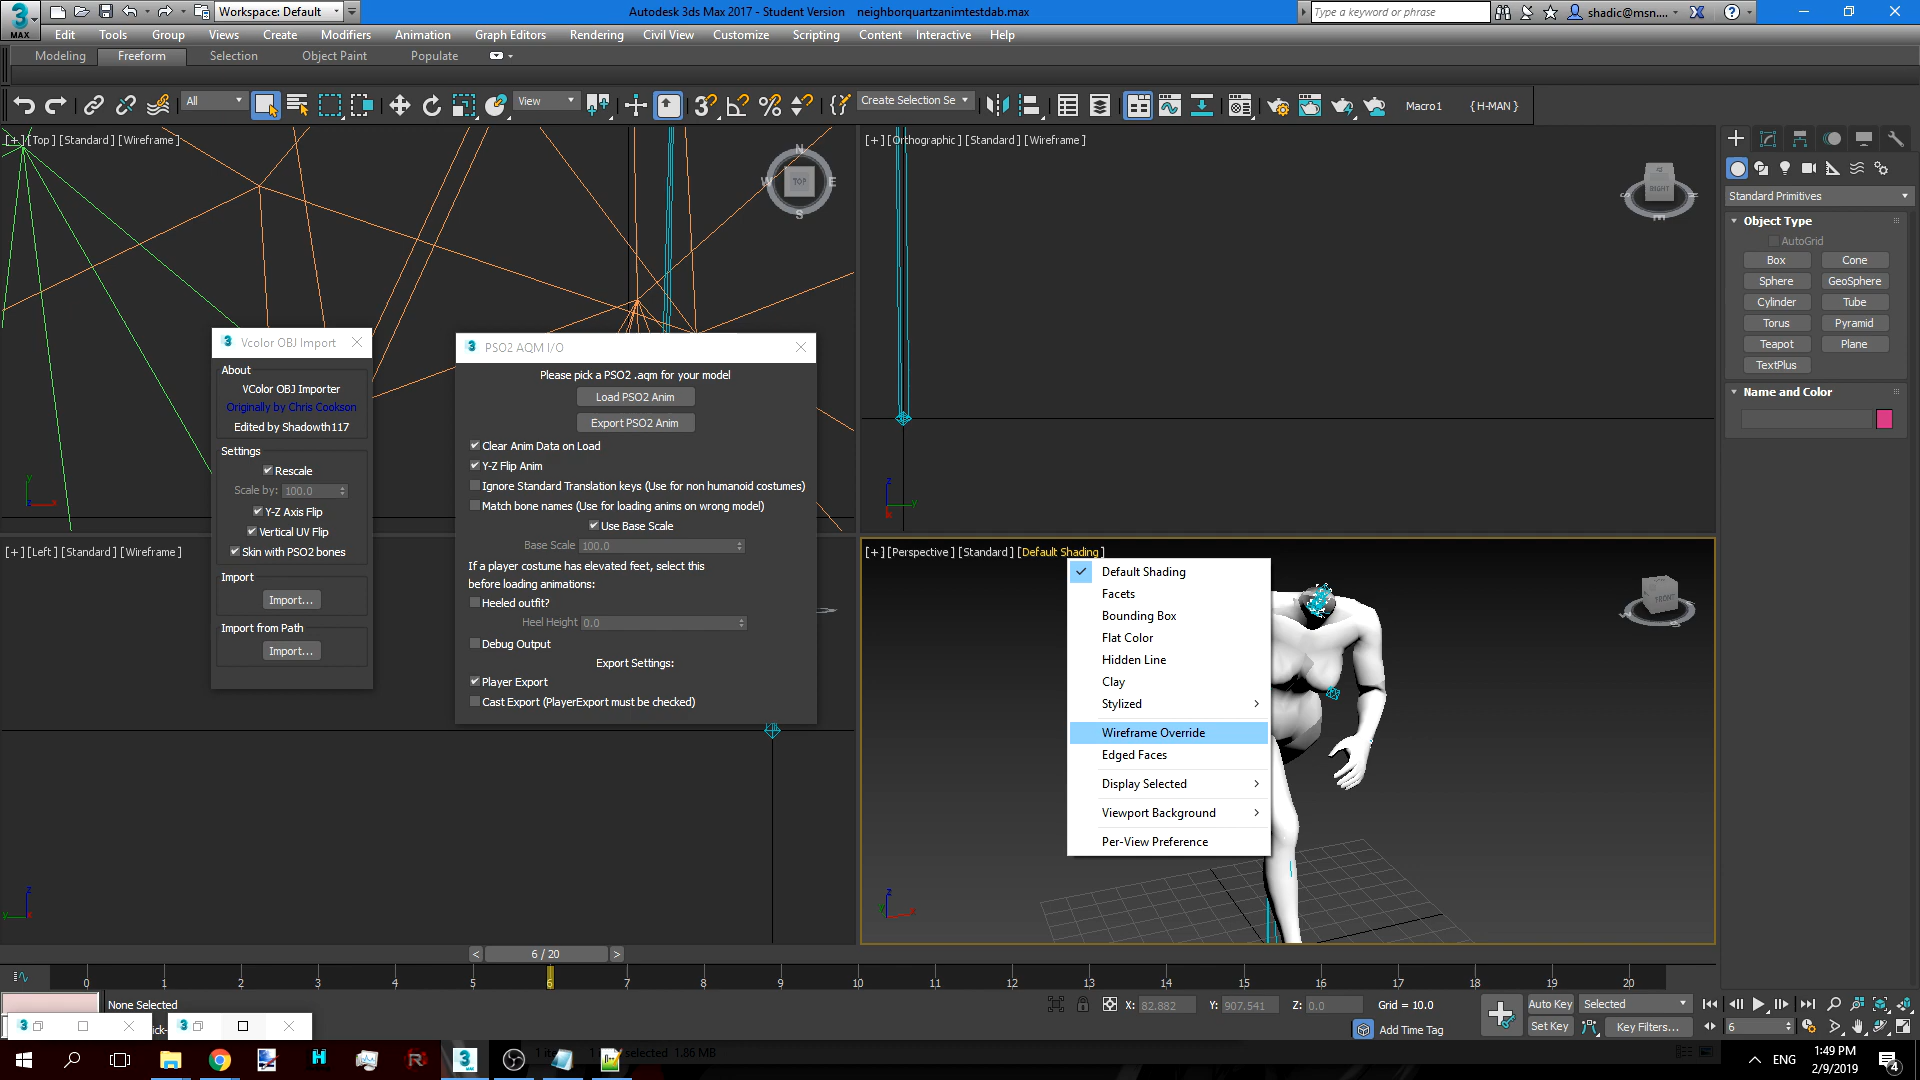 3
MAX
Workspace: Default
Autodesk 3ds Max 2017 - Student Version    neighborquartzanimtestdab.max
Type a keyword or phrase
shadic@msn....
Edit Tools Group Views Create Modifiers Animation Graph Editors Rendering Civil View Customize Scripting Content Interactive Help
Modeling Freeform Selection Object Paint Populate
All
View
Create Selection Se
Macro1
{H-MAN}
[+] [Top ] [Standard ] [Wireframe ]
N
W TOP E
S
[+] [Orthographic ] [Standard ] [Wireframe ]
RIGHT
Standard Primitives
Object Type
AutoGrid
Box Cone
Sphere GeoSphere
Cylinder Tube
Torus Pyramid
Teapot Plane
TextPlus
Name and Color
Vcolor OBJ Import
About
VColor OBJ Importer
Originally by Chris Cookson
Edited by Shadowth117
Settings
Rescale
Scale by: 100.0
Y-Z Axis Flip
Vertical UV Flip
Skin with PSO2 bones
Import
Import...
Import from Path
Import...
PSO2 AQM I/O
Please pick a PSO2 .aqm for your model
Load PSO2 Anim
Export PSO2 Anim
Clear Anim Data on Load
Y-Z Flip Anim
Ignore Standard Translation keys (Use for non humanoid costumes)
Match bone names (Use for loading anims on wrong model)
Use Base Scale
Base Scale 100.0
If a player costume has elevated feet, select this
before loading animations:
Heeled outfit?
Heel Height 0.0
Debug Output
Export Settings:
Player Export
Cast Export (PlayerExport must be checked)
[+] [Left ] [Standard ] [Wireframe ]
[+] [Perspective ] [Standard ] [Default Shading ]
FRONT
Default Shading
Facets
Bounding Box
Flat Color
Hidden Line
Clay
Stylized
Wireframe Override
Edged Faces
Display Selected
Viewport Background
Per-View Preference
< 6 / 20 >
0 1 2 3 4 5 6 7 8 9 10 11 12 13 14 15 16 17 18 19 20
None Selected
X: 82.882 Y: 907.541 Z: 0.0 Grid = 10.0
Add Time Tag
Auto Key Selected
Set Key Key Filters...
6
selected 1.86 MB
ENG
1:49 PM
2/9/2019
4